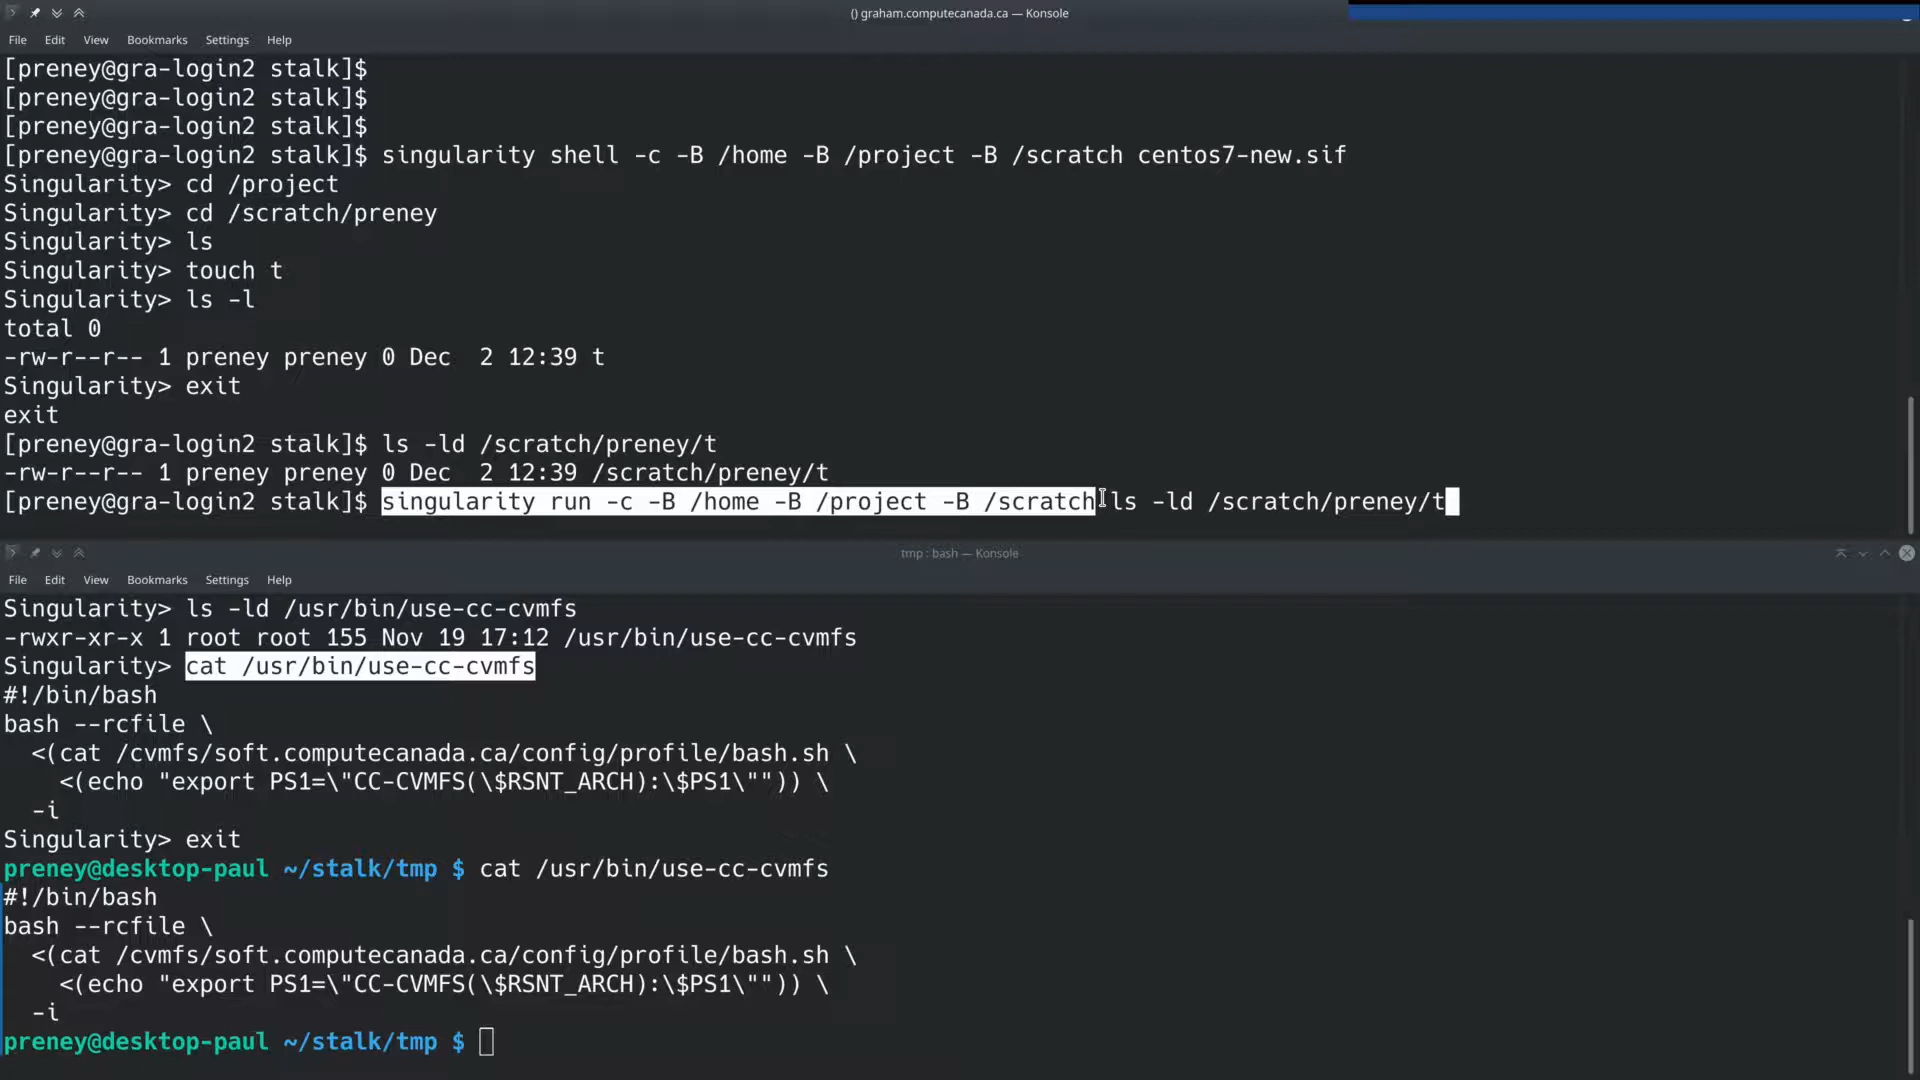 () graham.computecanada.ca — Konsole
File Edit View Bookmarks Settings Help
[preney@gra-login2 stalk]$
[preney@gra-login2 stalk]$
[preney@gra-login2 stalk]$
[preney@gra-login2 stalk]$ singularity shell -c -B /home -B /project -B /scratch centos7-new.sif
Singularity> cd /project
Singularity> cd /scratch/preney
Singularity> ls
Singularity> touch t
Singularity> ls -l
total 0
-rw-r--r-- 1 preney preney 0 Dec  2 12:39 t
Singularity> exit
exit
[preney@gra-login2 stalk]$ ls -ld /scratch/preney/t
-rw-r--r-- 1 preney preney 0 Dec  2 12:39 /scratch/preney/t
[preney@gra-login2 stalk]$ singularity run -c -B /home -B /project -B /scratch ls -ld /scratch/preney/t
tmp : bash — Konsole
File Edit View Bookmarks Settings Help
Singularity> ls -ld /usr/bin/use-cc-cvmfs
-rwxr-xr-x 1 root root 155 Nov 19 17:12 /usr/bin/use-cc-cvmfs
Singularity> cat /usr/bin/use-cc-cvmfs
#!/bin/bash
bash --rcfile \
  <(cat /cvmfs/soft.computecanada.ca/config/profile/bash.sh \
    <(echo "export PS1=\"CC-CVMFS(\$RSNT_ARCH):\$PS1\"")) \
  -i
Singularity> exit
preney@desktop-paul ~/stalk/tmp $ cat /usr/bin/use-cc-cvmfs
#!/bin/bash
bash --rcfile \
  <(cat /cvmfs/soft.computecanada.ca/config/profile/bash.sh \
    <(echo "export PS1=\"CC-CVMFS(\$RSNT_ARCH):\$PS1\"")) \
  -i
preney@desktop-paul ~/stalk/tmp $